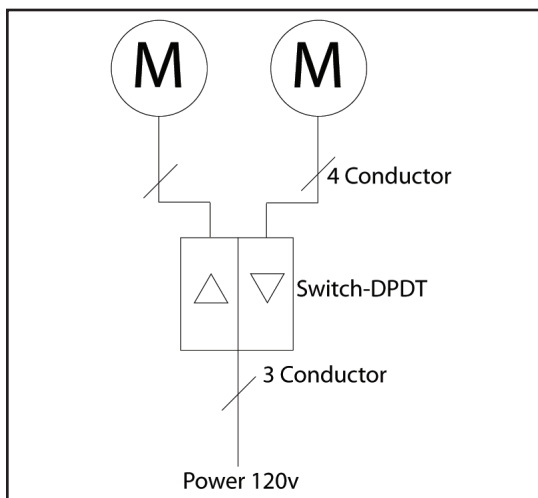 M M
4 Conductor
Switch-DPDT
3 Conductor
Power 120v